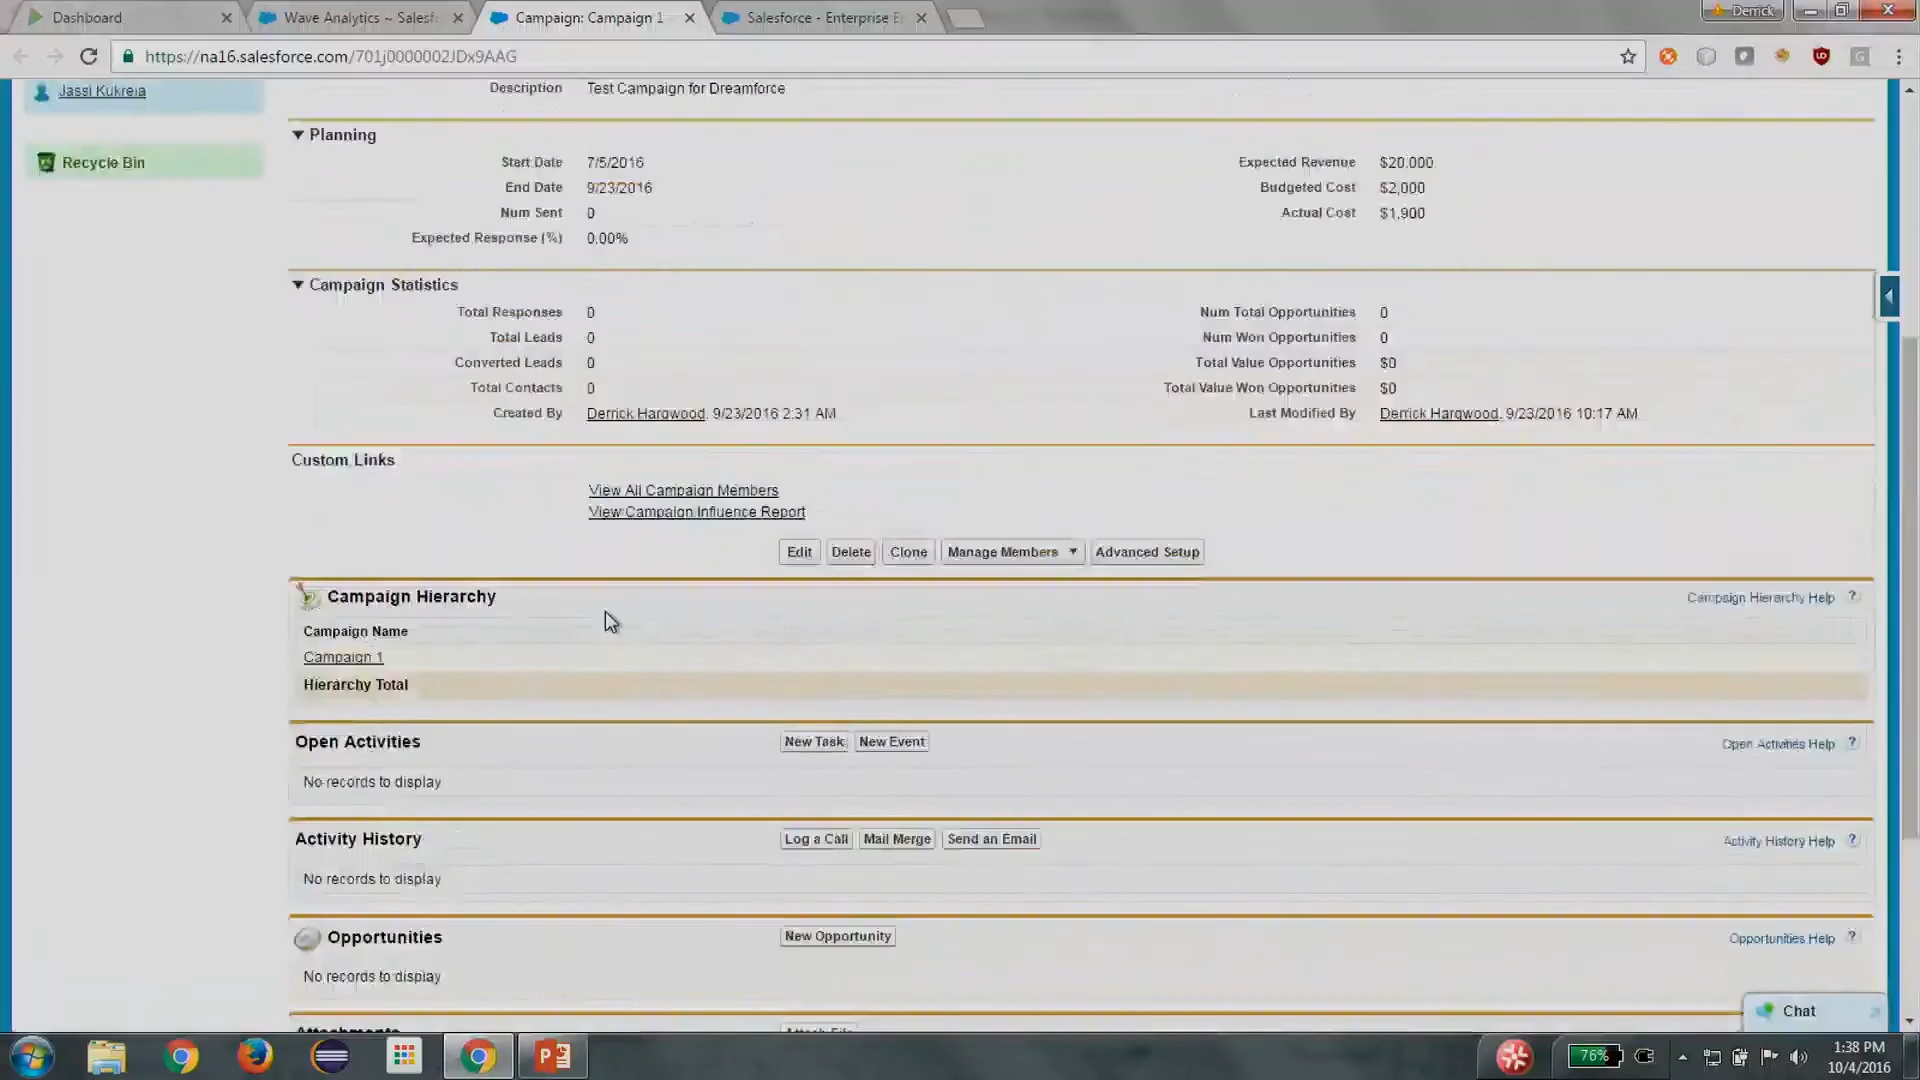 Dashboard
Wave Analytics ~ Salesf
Campaign: Campaign 1
Salesforce - Enterprise E
Derrick
https://na16.salesforce.com/701j0000002JDx9AAG
Jassi Kukreja
Description Test Campaign for Dreamforce
Planning
Start Date 7/5/2016 Expected Revenue $20,000
End Date 9/23/2016 Budgeted Cost $2,000
Num Sent 0 Actual Cost $1,900
Expected Response (%) 0.00%
Recycle Bin
Campaign Statistics
Total Responses 0 Num Total Opportunities 0
Total Leads 0 Num Won Opportunities 0
Converted Leads 0 Total Value Opportunities $0
Total Contacts 0 Total Value Won Opportunities $0
Created By Derrick Hargwood, 9/23/2016 2:31 AM Last Modified By Derrick Hargwood, 9/23/2016 10:17 AM
Custom Links
View All Campaign Members
View Campaign Influence Report
Edit Delete Clone Manage Members Advanced Setup
Campaign Hierarchy Campaign Hierarchy Help ?
Campaign Name
Campaign 1
Hierarchy Total
Open Activities New Task New Event Open Activities Help ?
No records to display
Activity History Log a Call Mail Merge Send an Email Activity History Help ?
No records to display
Opportunities New Opportunity Opportunities Help ?
No records to display
Attachments Attach File
Chat
76%
1:38 PM
10/4/2016